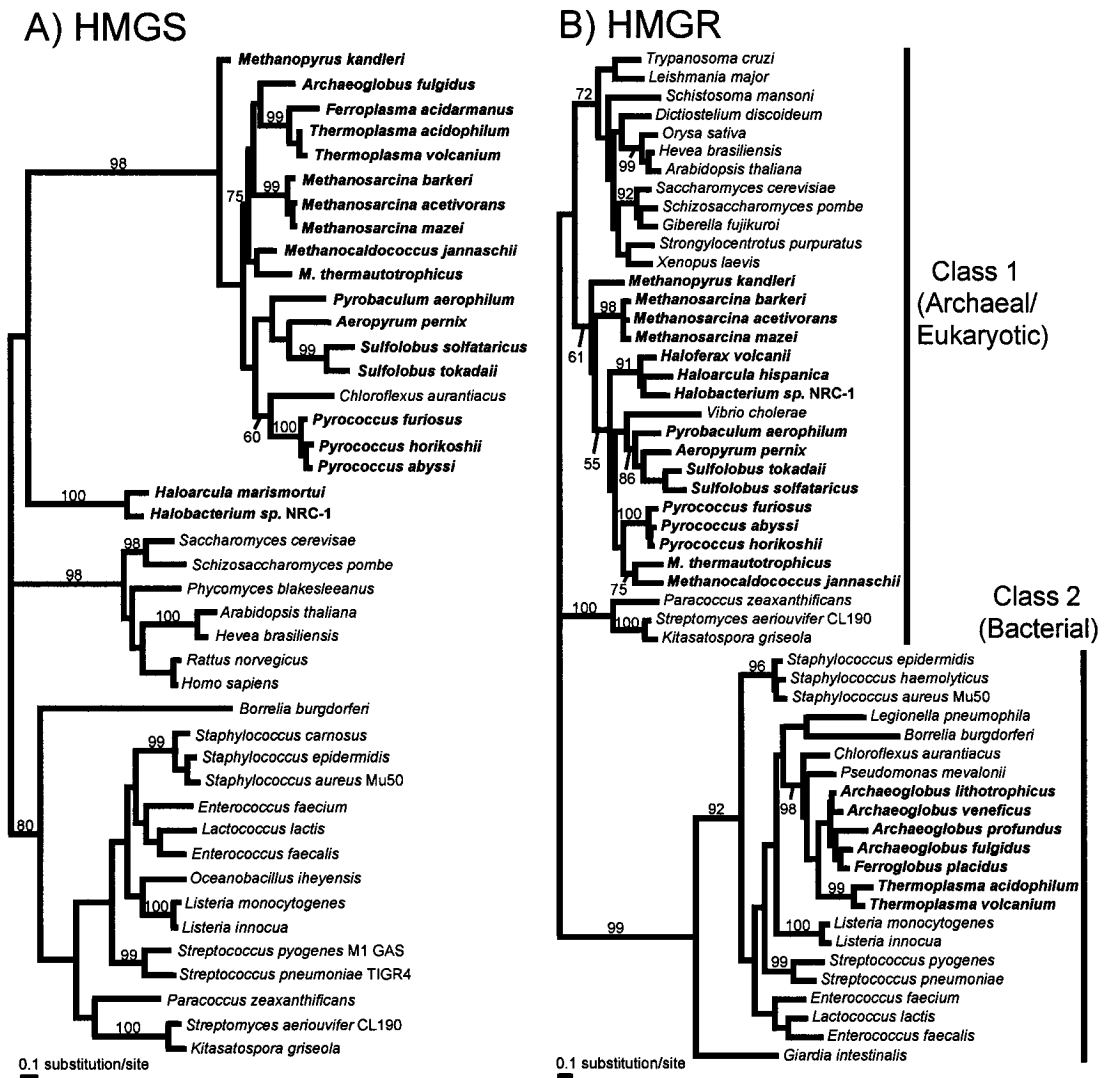 A) HMGS
Methanopyrus kandleri
Archaeoglobus fulgidus
Ferroplasma acidarmanus
99
Thermoplasma acidophilum
Thermoplasma volcanium
98
Methanosarcina barkeri
99
75
Methanosarcina acetivorans
Methanosarcina mazei
Methanocaldococcus jannaschii
M. thermautotrophicus
Pyrobaculum aerophilum
Aeropyrum pernix
99
Sulfolobus solfataricus
Sulfolobus tokadaii
Chloroflexus aurantiacus
Pyrococcus furiosus
100
60
Pyrococcus horikoshii
Pyrococcus abyssi
Haloarcula marismortui
100
Halobacterium sp. NRC-1
Saccharomyces cerevisae
98
Schizosaccharomyces pombe
98
Phycomyces blakesleeanus
Arabidopsis thaliana
100
Hevea brasiliensis
Rattus norvegicus
Homo sapiens
Borrelia burgdorferi
Staphylococcus carnosus
99
Staphylococcus epidermidis
Staphylococcus aureus Mu50
Enterococcus faecium
80
Lactococcus lactis
Enterococcus faecalis
Oceanobacillus iheyensis
Listeria monocytogenes
100
Listeria innocua
Streptococcus pyogenes M1 GAS
99
Streptococcus pneumoniae TIGR4
Paracoccus zeaxanthificans
Streptomyces aeriouvifer CL190
100
Kitasatospora griseola
0.1 substitution/site
B) HMGR
Trypanosoma cruzi
Leishmania major
72
Schistosoma mansoni
Dictiostelium discoideum
Orysa sativa
Hevea brasiliensis
99
Arabidopsis thaliana
Saccharomyces cerevisiae
92
Schizosaccharomyces pombe
Giberella fujikuroi
Strongylocentrotus purpuratus
Xenopus laevis
Methanopyrus kandleri
Methanosarcina barkeri
98
Methanosarcina acetivorans
Methanosarcina mazei
61
Haloferax volcanii
91
Haloarcula hispanica
Halobacterium sp. NRC-1
Vibrio cholerae
Pyrobaculum aerophilum
55
Aeropyrum pernix
86
Sulfolobus tokadaii
Sulfolobus solfataricus
Pyrococcus furiosus
100
Pyrococcus abyssi
Pyrococcus horikoshii
M. thermautotrophicus
75
Methanocaldococcus jannaschii
Paracoccus zeaxanthificans
100
Streptomyces aeriouvifer CL190
100
Kitasatospora griseola
Class 1
(Archaeal/
Eukaryotic)
Class 2
(Bacterial)
Staphylococcus epidermidis
96
Staphylococcus haemolyticus
Staphylococcus aureus Mu50
Legionella pneumophila
Borrelia burgdorferi
Chloroflexus aurantiacus
Pseudomonas mevalonii
Archaeoglobus lithotrophicus
98
92
Archaeoglobus veneficus
Archaeoglobus profundus
Archaeoglobus fulgidus
Ferroglobus placidus
Thermoplasma acidophilum
99
Thermoplasma volcanium
Listeria monocytogenes
100
99
Listeria innocua
Streptococcus pyogenes
99
Streptococcus pneumoniae
Enterococcus faecium
Lactococcus lactis
Enterococcus faecalis
Giardia intestinalis
0.1 substitution/site